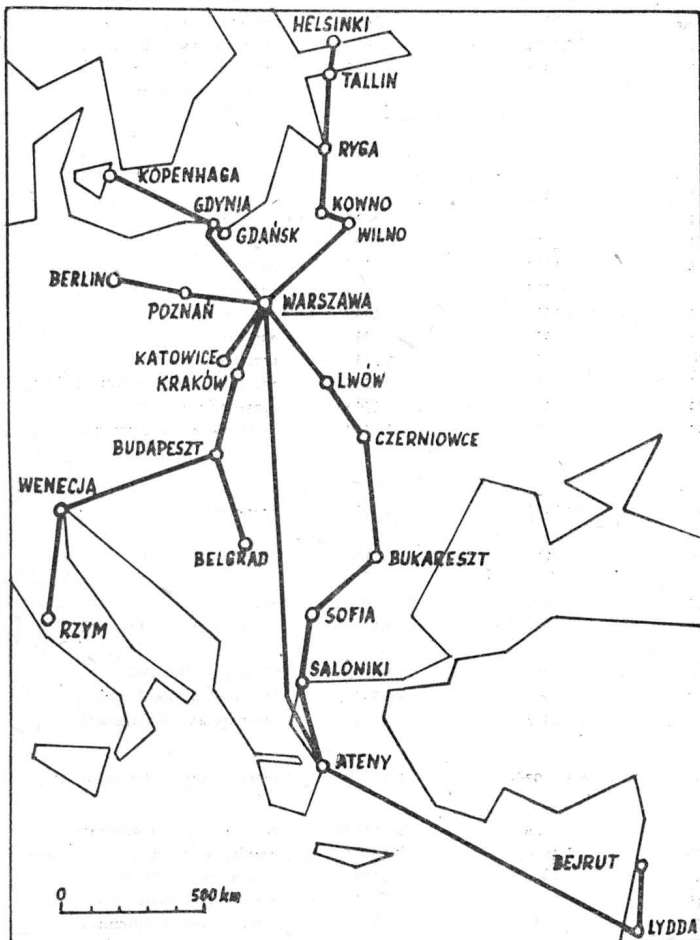 HELSINKI
TALLIN
RYGA
KOPENHAGA
GDYNIA
KOWNO
GDAŃSK
WILNO
BERLIN
POZNAŃ
WARSZAWA
KATOWICE
KRAKÓW
LWÓW
BUDAPESZT
CZERNIOWCE
WENECJA
BELGRAD
BUKARESZT
RZYM
SOFIA
SALONIKI
ATENY
BEJRUT
0 500 km
LYDDA